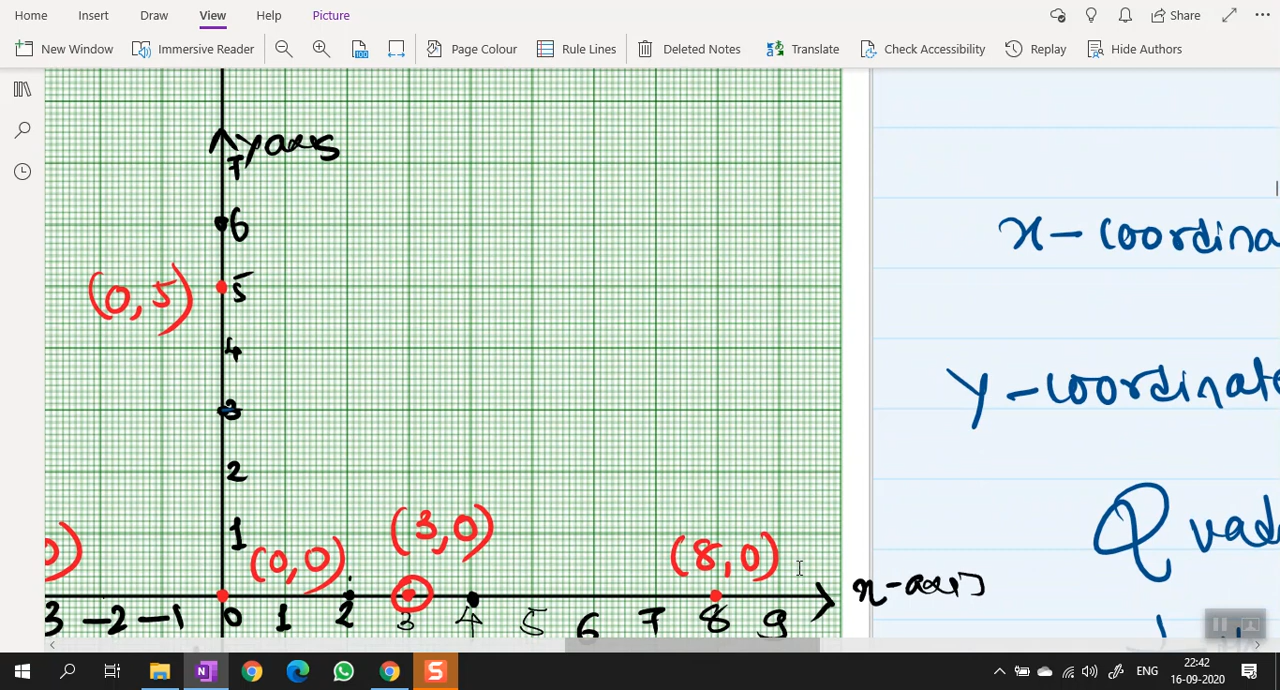 Home Insert Draw View Help Picture Share
New Window Immersive Reader Page Colour Rule Lines Deleted Notes Translate Check Accessibility Replay Hide Authors
y axis
7
6
(0, 5) 5
4
3
2
1
0) (0,0) (3,0) (8,0)
x-axis
3 -2 -1 0 1 2 3 4 5 6 7 8 9
x - coordina
y - coordinate
Quad
ENG 22:42
16-09-2020